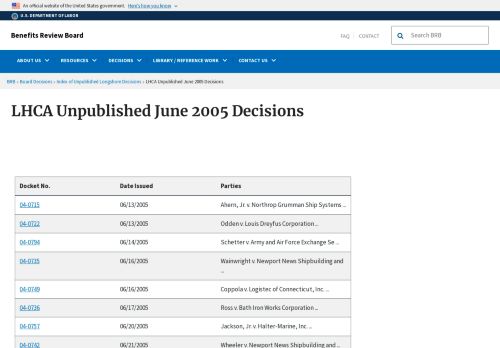 An official website of the United States government. Here's how you know
U.S. DEPARTMENT OF LABOR
Benefits Review Board
FAQ CONTACT
Search BRB
ABOUT US RESOURCES DECISIONS LIBRARY / REFERENCE WORK CONTACT US
BRB › Board Decisions › Index of Unpublished Longshore Decisions › LHCA Unpublished June 2005 Decisions
LHCA Unpublished June 2005 Decisions
Docket No. Date Issued Parties
04-0715 06/13/2005 Ahern, Jr. v. Northrop Grumman Ship Systems ...
04-0722 06/13/2005 Odden v. Louis Dreyfus Corporation ...
04-0794 06/14/2005 Schetter v. Army and Air Force Exchange Se ...
04-0735 06/16/2005 Wainwright v. Newport News Shipbuilding and
...
04-0749 06/16/2005 Coppola v. Logistec of Connecticut, Inc. ...
04-0726 06/17/2005 Ross v. Bath Iron Works Corporation ...
04-0757 06/20/2005 Jackson, Jr. v. Halter-Marine, Inc. ...
04-0742 06/21/2005 Wheeler v. Newport News Shipbuilding and ...